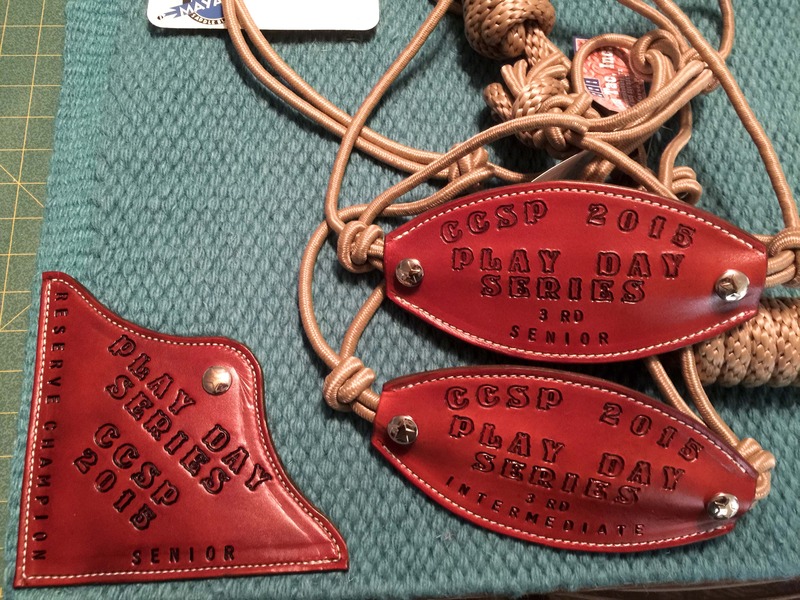 MAYA
CCSP 2015
PLAY DAY
SERIES
3 RD
SENIOR
CCSP 2015
PLAY DAY
SERIES
3 RD
INTERMEDIATE
RESERVE CHAMPION
PLAY DAY
SERIES
CCSP
2015
SENIOR